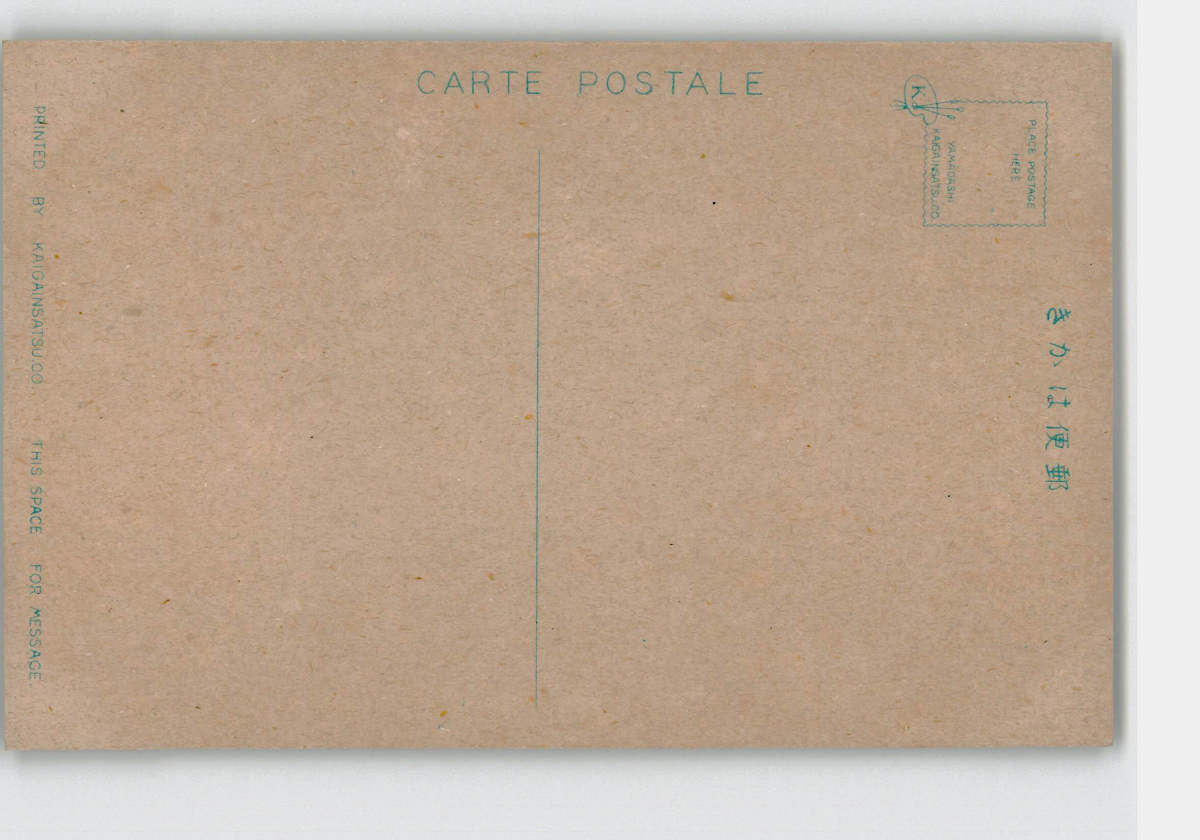 CARTE POSTALE
K.
PLACE POSTAGE
HERE
KAIGAINSATSU.CO.
きかは便郵
PRINTED BY KAIGAINSATSU.CO. THIS SPACE FOR MESSAGE.